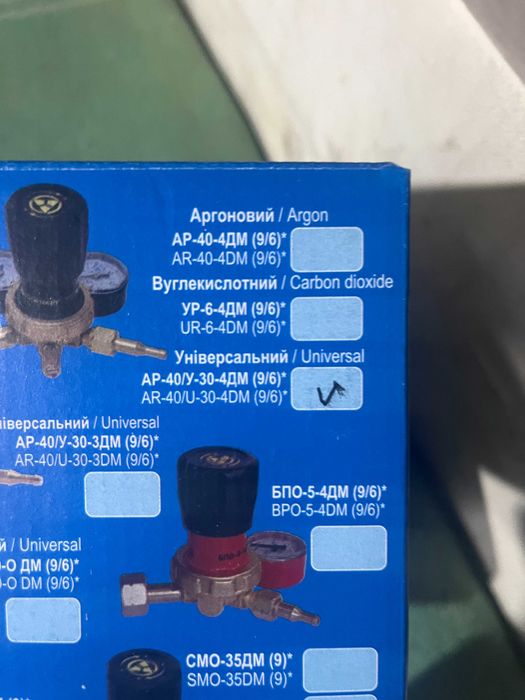 Аргоновий / Argon
АР-40-4ДМ (9/6)*
AR-40-4DM (9/6)*
Вуглекислотний / Carbon dioxide
УР-6-4ДМ (9/6)*
UR-6-4DM (9/6)*
Універсальний / Universal
АР-40/У-30-4ДМ (9/6)*
AR-40/U-30-4DM (9/6)*
ніверсальний / Universal
АР-40/У-30-3ДМ (9/6)*
AR-40/U-30-3DM (9/6)*
БПО-5-4ДМ (9/6)*
BPO-5-4DM (9/6)*
й / Universal
-О ДМ (9/6)*
-O DM (9/6)*
СМО-35ДМ (9)*
SMO-35DM (9)*